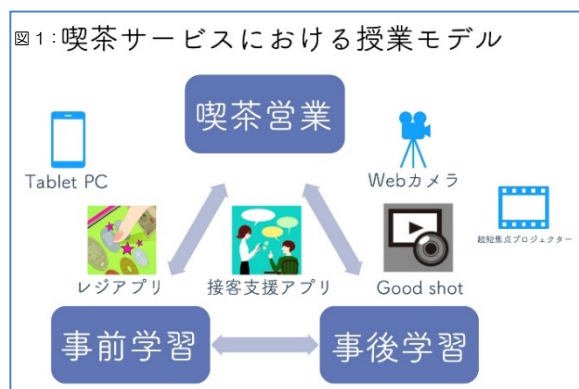 図1:喫茶サービスにおける授業モデル
喫茶営業
Tablet PC
Webカメラ
超短焦点プロジェクター
レジアプリ
接客支援アプリ
Good shot
事前学習
事後学習